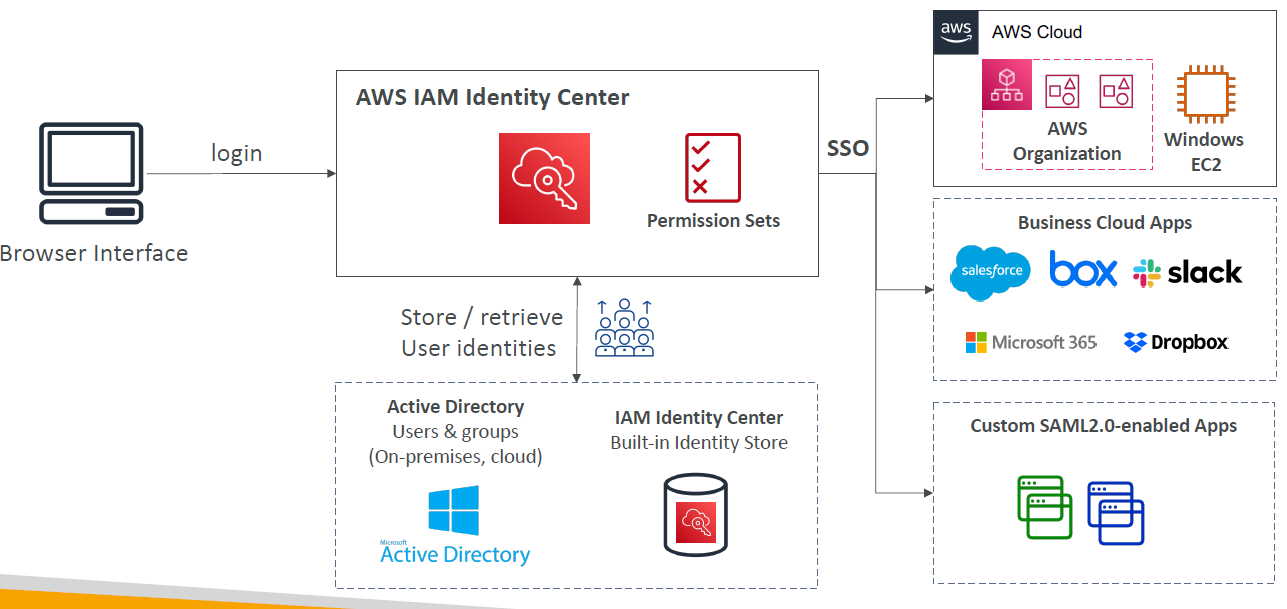 Browser Interface
login
AWS IAM Identity Center
Permission Sets
Store / retrieve
User identities
Active Directory
Users & groups
(On-premises, cloud)
Microsoft
Active Directory
IAM Identity Center
Built-in Identity Store
SSO
aws
AWS Cloud
AWS
Organization
Windows
EC2
Business Cloud Apps
salesforce
box
slack
Microsoft 365
Dropbox
Custom SAML2.0-enabled Apps